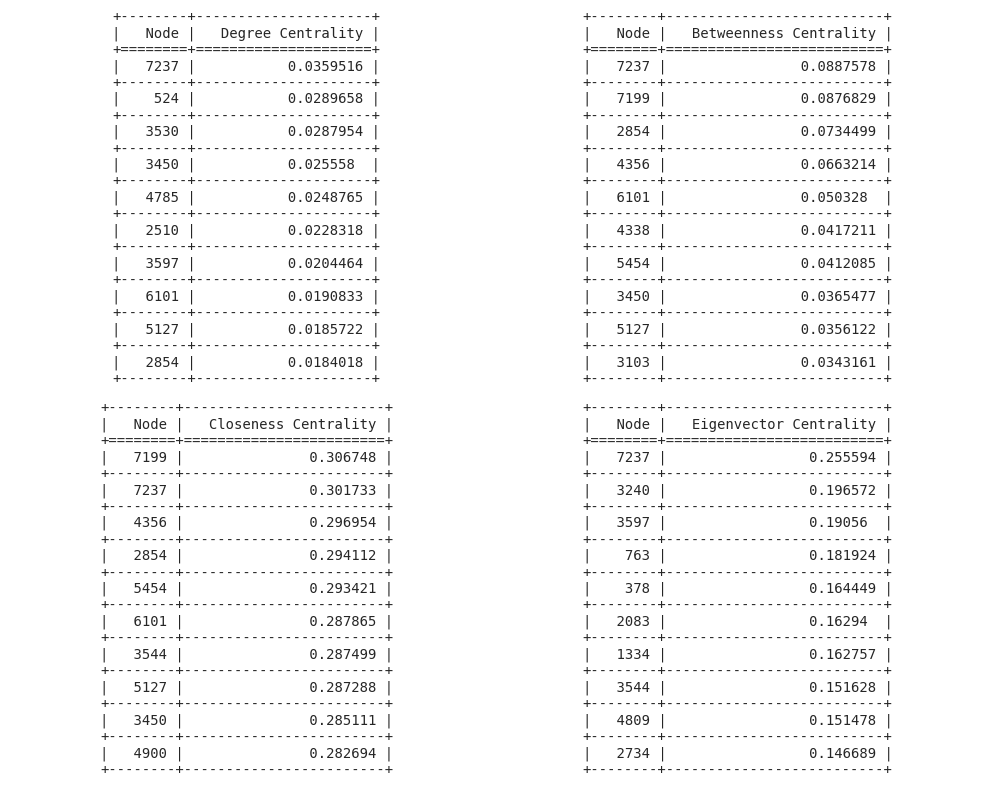 +--------+---------------------+
|   Node |   Degree Centrality |
+========+=====================+
|   7237 |           0.0359516 |
+--------+---------------------+
|    524 |           0.0289658 |
+--------+---------------------+
|   3530 |           0.0287954 |
+--------+---------------------+
|   3450 |           0.025558  |
+--------+---------------------+
|   4785 |           0.0248765 |
+--------+---------------------+
|   2510 |           0.0228318 |
+--------+---------------------+
|   3597 |           0.0204464 |
+--------+---------------------+
|   6101 |           0.0190833 |
+--------+---------------------+
|   5127 |           0.0185722 |
+--------+---------------------+
|   2854 |           0.0184018 |
+--------+---------------------+
+--------+--------------------------+
|   Node |   Betweenness Centrality |
+========+==========================+
|   7237 |                0.0887578 |
+--------+--------------------------+
|   7199 |                0.0876829 |
+--------+--------------------------+
|   2854 |                0.0734499 |
+--------+--------------------------+
|   4356 |                0.0663214 |
+--------+--------------------------+
|   6101 |                0.050328  |
+--------+--------------------------+
|   4338 |                0.0417211 |
+--------+--------------------------+
|   5454 |                0.0412085 |
+--------+--------------------------+
|   3450 |                0.0365477 |
+--------+--------------------------+
|   5127 |                0.0356122 |
+--------+--------------------------+
|   3103 |                0.0343161 |
+--------+--------------------------+
+--------+------------------------+
|   Node |   Closeness Centrality |
+========+========================+
|   7199 |               0.306748 |
+--------+------------------------+
|   7237 |               0.301733 |
+--------+------------------------+
|   4356 |               0.296954 |
+--------+------------------------+
|   2854 |               0.294112 |
+--------+------------------------+
|   5454 |               0.293421 |
+--------+------------------------+
|   6101 |               0.287865 |
+--------+------------------------+
|   3544 |               0.287499 |
+--------+------------------------+
|   5127 |               0.287288 |
+--------+------------------------+
|   3450 |               0.285111 |
+--------+------------------------+
|   4900 |               0.282694 |
+--------+------------------------+
+--------+--------------------------+
|   Node |   Eigenvector Centrality |
+========+==========================+
|   7237 |                 0.255594 |
+--------+--------------------------+
|   3240 |                 0.196572 |
+--------+--------------------------+
|   3597 |                 0.19056  |
+--------+--------------------------+
|    763 |                 0.181924 |
+--------+--------------------------+
|    378 |                 0.164449 |
+--------+--------------------------+
|   2083 |                 0.16294  |
+--------+--------------------------+
|   1334 |                 0.162757 |
+--------+--------------------------+
|   3544 |                 0.151628 |
+--------+--------------------------+
|   4809 |                 0.151478 |
+--------+--------------------------+
|   2734 |                 0.146689 |
+--------+--------------------------+